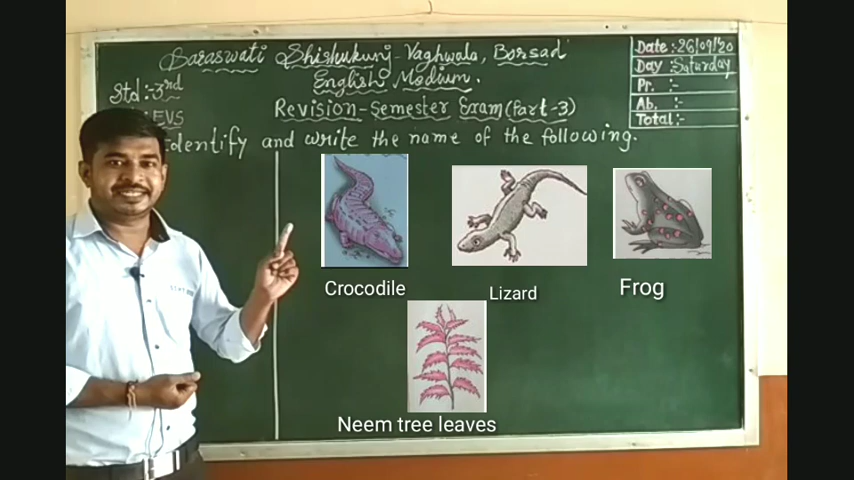 Saraswati Shishukunj - Vaghwala, Borsad
English Medium.
Std :- 3rd
: EVS
Revision - Semester Exam (Part -3)
Identify and write the name of the following.
Date :- 26/09/'20
Day :- Saturday
Pr. :-
Ab. :-
Total :-
Crocodile
Lizard
Frog
Neem tree leaves